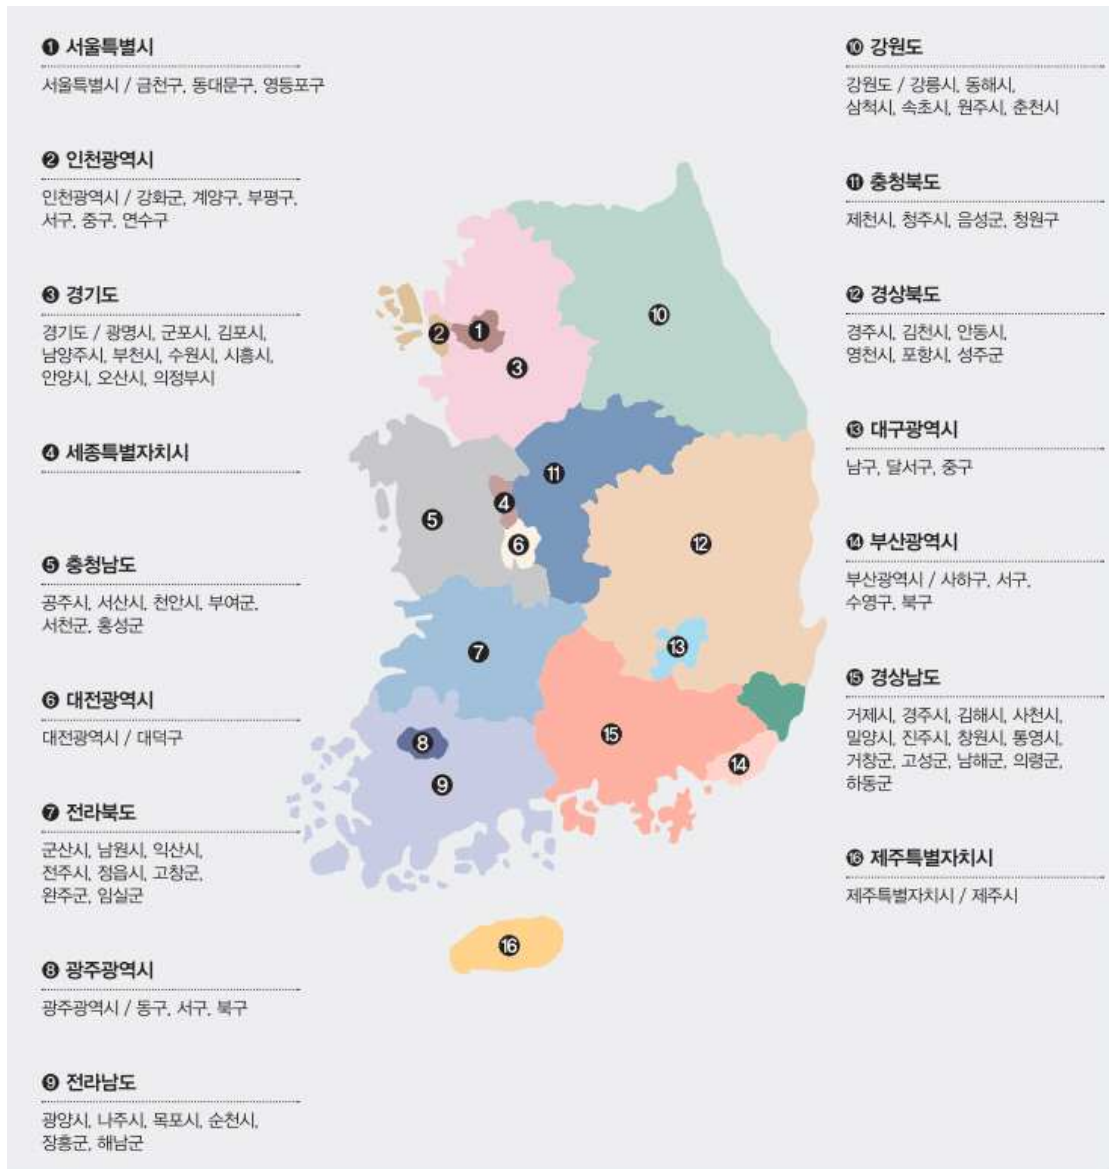 ❶ 서울특별시
서울특별시 / 금천구, 동대문구, 영등포구
❷ 인천광역시
인천광역시 / 강화군, 계양구, 부평구,
서구, 중구, 연수구
❸ 경기도
경기도 / 광명시, 군포시, 김포시,
남양주시, 부천시, 수원시, 시흥시,
안양시, 오산시, 의정부시
❹ 세종특별자치시
❺ 충청남도
공주시, 서산시, 천안시, 부여군,
서천군, 홍성군
❻ 대전광역시
대전광역시 / 대덕구
❼ 전라북도
군산시, 남원시, 익산시,
전주시, 정읍시, 고창군,
완주군, 임실군
❽ 광주광역시
광주광역시 / 동구, 서구, 북구
❾ 전라남도
광양시, 나주시, 목포시, 순천시,
장흥군, 해남군
❿ 강원도
강원도 / 강릉시, 동해시,
삼척시, 속초시, 원주시, 춘천시
⓫ 충청북도
제천시, 청주시, 음성군, 청원구
⓬ 경상북도
경주시, 김천시, 안동시,
영천시, 포항시, 성주군
⓭ 대구광역시
남구, 달서구, 중구
⓮ 부산광역시
부산광역시 / 사하구, 서구,
수영구, 북구
⓯ 경상남도
거제시, 경주시, 김해시, 사천시,
밀양시, 진주시, 창원시, 통영시,
거창군, 고성군, 남해군, 의령군,
하동군
⓰ 제주특별자치시
제주특별자치시 / 제주시
❿
❶
❷
❸
⓫
❹
❺
❻
⓬
⓭
❼
⓯
❽
⓮
❾
⓰